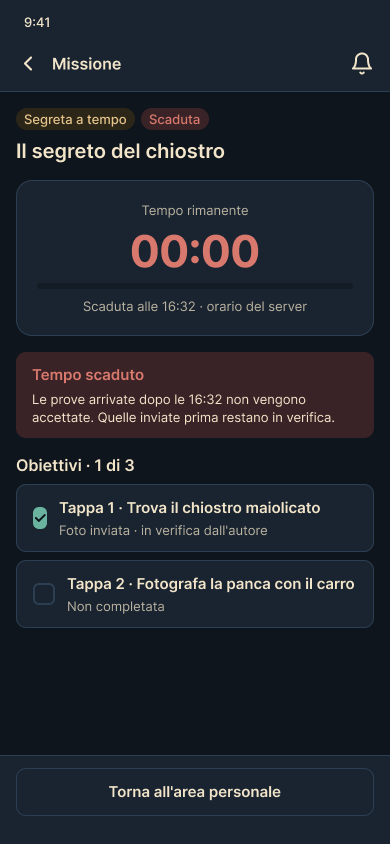 9:41
Missione
Segreta a tempo
Scaduta
Il segreto del chiostro
Tempo rimanente
00:00
Scaduta alle 16:32 · orario del server
Tempo scaduto
Le prove arrivate dopo le 16:32 non vengono
accettate. Quelle inviate prima restano in verifica.
Obiettivi · 1 di 3
Tappa 1 · Trova il chiostro maiolicato
Foto inviata · in verifica dall'autore
Tappa 2 · Fotografa la panca con il carro
Non completata
Torna all'area personale